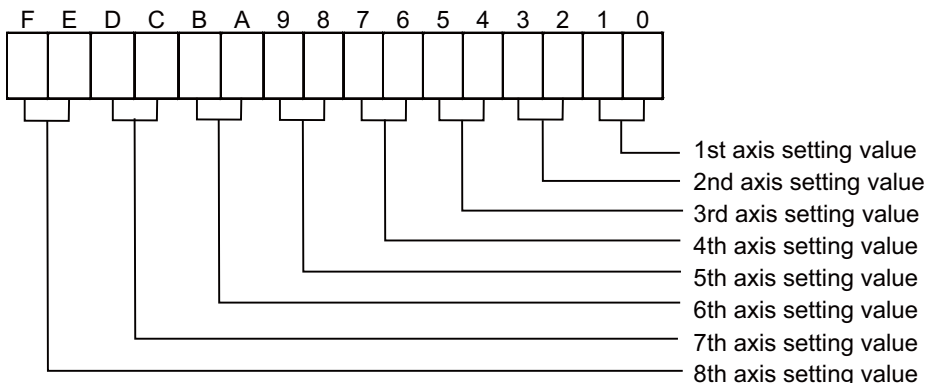 F E D C B A 9 8 7 6 5 4 3 2 1 0
1st axis setting value
2nd axis setting value
3rd axis setting value
4th axis setting value
5th axis setting value
6th axis setting value
7th axis setting value
8th axis setting value